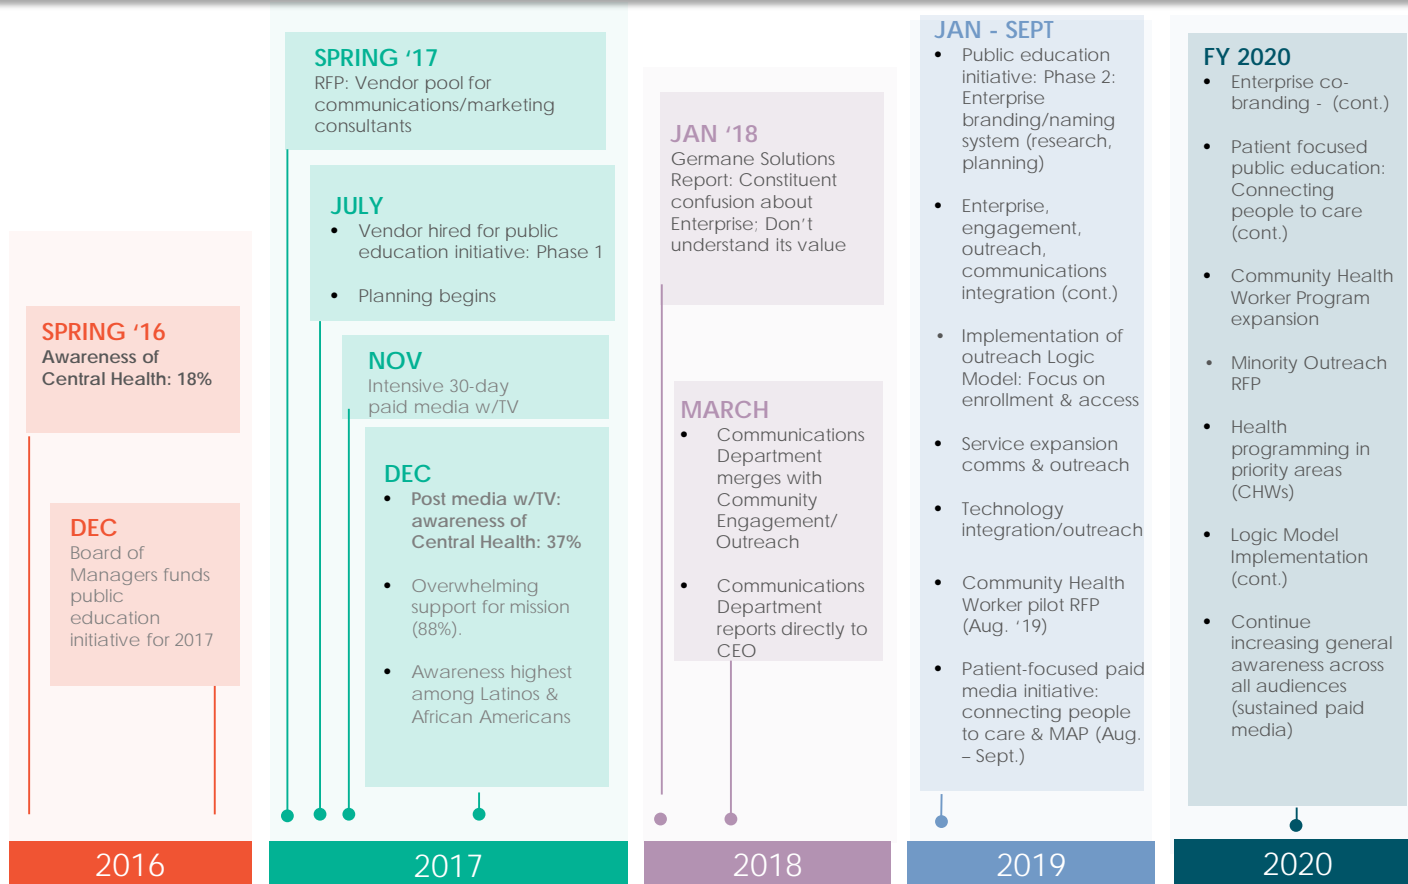 SPRING ‘16
Awareness of
Central Health: 18%
DEC
Board of
Managers funds
public
education
initiative for 2017
2016
SPRING ‘17
RFP: Vendor pool for
communications/marketing
consultants
JULY
• Vendor hired for public
education initiative: Phase 1
• Planning begins
NOV
Intensive 30-day
paid media w/TV
DEC
• Post media w/TV:
awareness of
Central Health: 37%
• Overwhelming
support for mission
(88%).
• Awareness highest
among Latinos &
African Americans
2017
JAN ‘18
Germane Solutions
Report: Constituent
confusion about
Enterprise; Don’t
understand its value
MARCH
• Communications
Department
merges with
Community
Engagement/
Outreach
• Communications
Department
reports directly to
CEO
2018
JAN - SEPT
• Public education
initiative: Phase 2:
Enterprise
branding/naming
system (research,
planning)
• Enterprise,
engagement,
outreach,
communications
integration (cont.)
• Implementation of
outreach Logic
Model: Focus on
enrollment & access
• Service expansion
comms & outreach
• Technology
integration/outreach
• Community Health
Worker pilot RFP
(Aug. ‘19)
• Patient-focused paid
media initiative:
connecting people
to care & MAP (Aug.
– Sept.)
2019
FY 2020
• Enterprise co-
branding - (cont.)
• Patient focused
public education:
Connecting
people to care
(cont.)
• Community Health
Worker Program
expansion
• Minority Outreach
RFP
• Health
programming in
priority areas
(CHWs)
• Logic Model
Implementation
(cont.)
• Continue
increasing general
awareness across
all audiences
(sustained paid
media)
2020